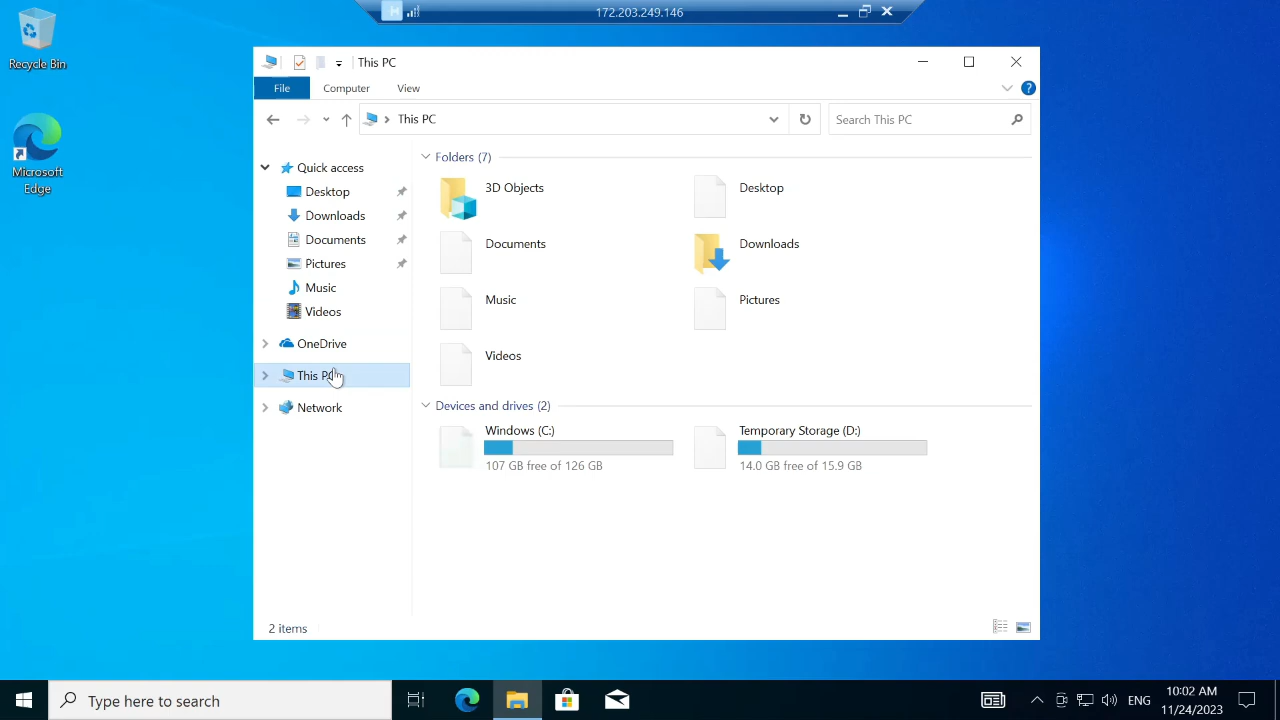 172.203.249.146
Recycle Bin
Microsoft
Edge
This PC
File
Computer
View
This PC
Search This PC
Quick access
Desktop
Downloads
Documents
Pictures
Music
Videos
OneDrive
This PC
Network
Folders (7)
3D Objects
Desktop
Documents
Downloads
Music
Pictures
Videos
Devices and drives (2)
Windows (C:)
107 GB free of 126 GB
Temporary Storage (D:)
14.0 GB free of 15.9 GB
2 items
Type here to search
ENG
10:02 AM
11/24/2023